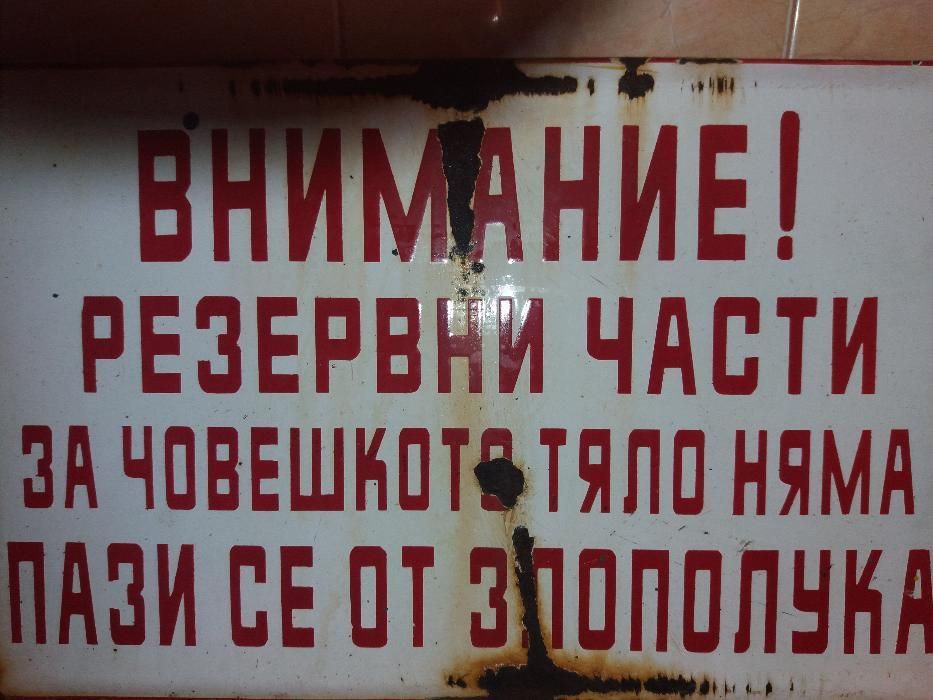 ВНИМАНИЕ!
РЕЗЕРВНИ ЧАСТИ
ЗА ЧОВЕШКОТО ТЯЛО НЯМА
ПАЗИ СЕ ОТ ЗЛОПОЛУКА